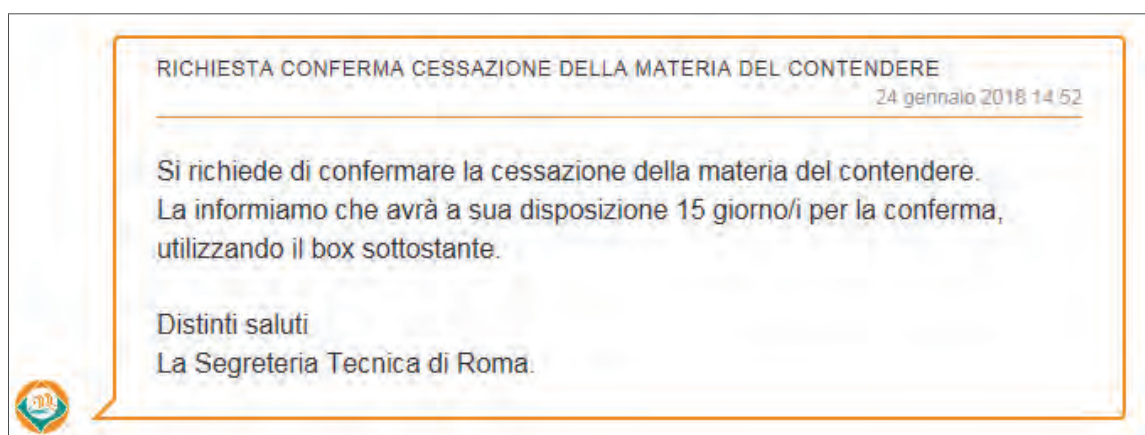 RICHIESTA CONFERMA CESSAZIONE DELLA MATERIA DEL CONTENDERE
24 gennaio 2018 14:52
Si richiede di confermare la cessazione della materia del contendere.
La informiamo che avrà a sua disposizione 15 giorno/i per la conferma,
utilizzando il box sottostante.
Distinti saluti
La Segreteria Tecnica di Roma.